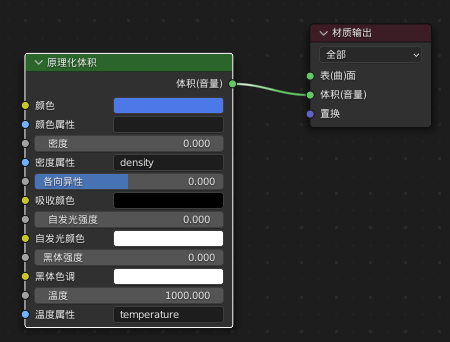 原理化体积
体积(音量)
颜色
颜色属性
密度 0.000
密度属性 density
各向异性 0.000
吸收颜色
自发光强度 0.000
自发光颜色
黑体强度 0.000
黑体色调
温度 1000.000
温度属性 temperature
材质输出
全部
表(曲)面
体积(音量)
置换